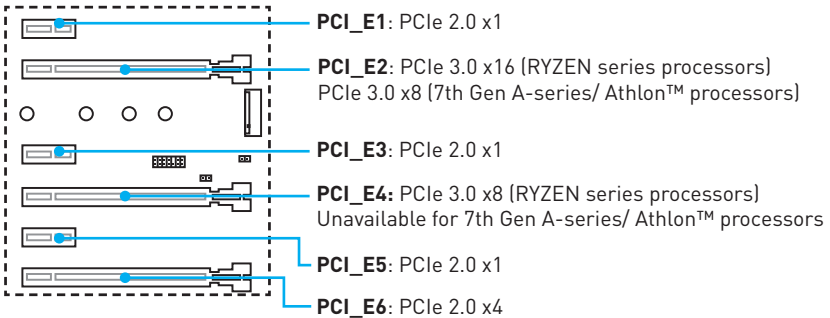 PCI_E1: PCIe 2.0 x1
PCI_E2: PCIe 3.0 x16 (RYZEN series processors)
PCIe 3.0 x8 (7th Gen A-series/ Athlon™ processors)
PCI_E3: PCIe 2.0 x1
PCI_E4: PCIe 3.0 x8 (RYZEN series processors)
Unavailable for 7th Gen A-series/ Athlon™ processors
PCI_E5: PCIe 2.0 x1
PCI_E6: PCIe 2.0 x4